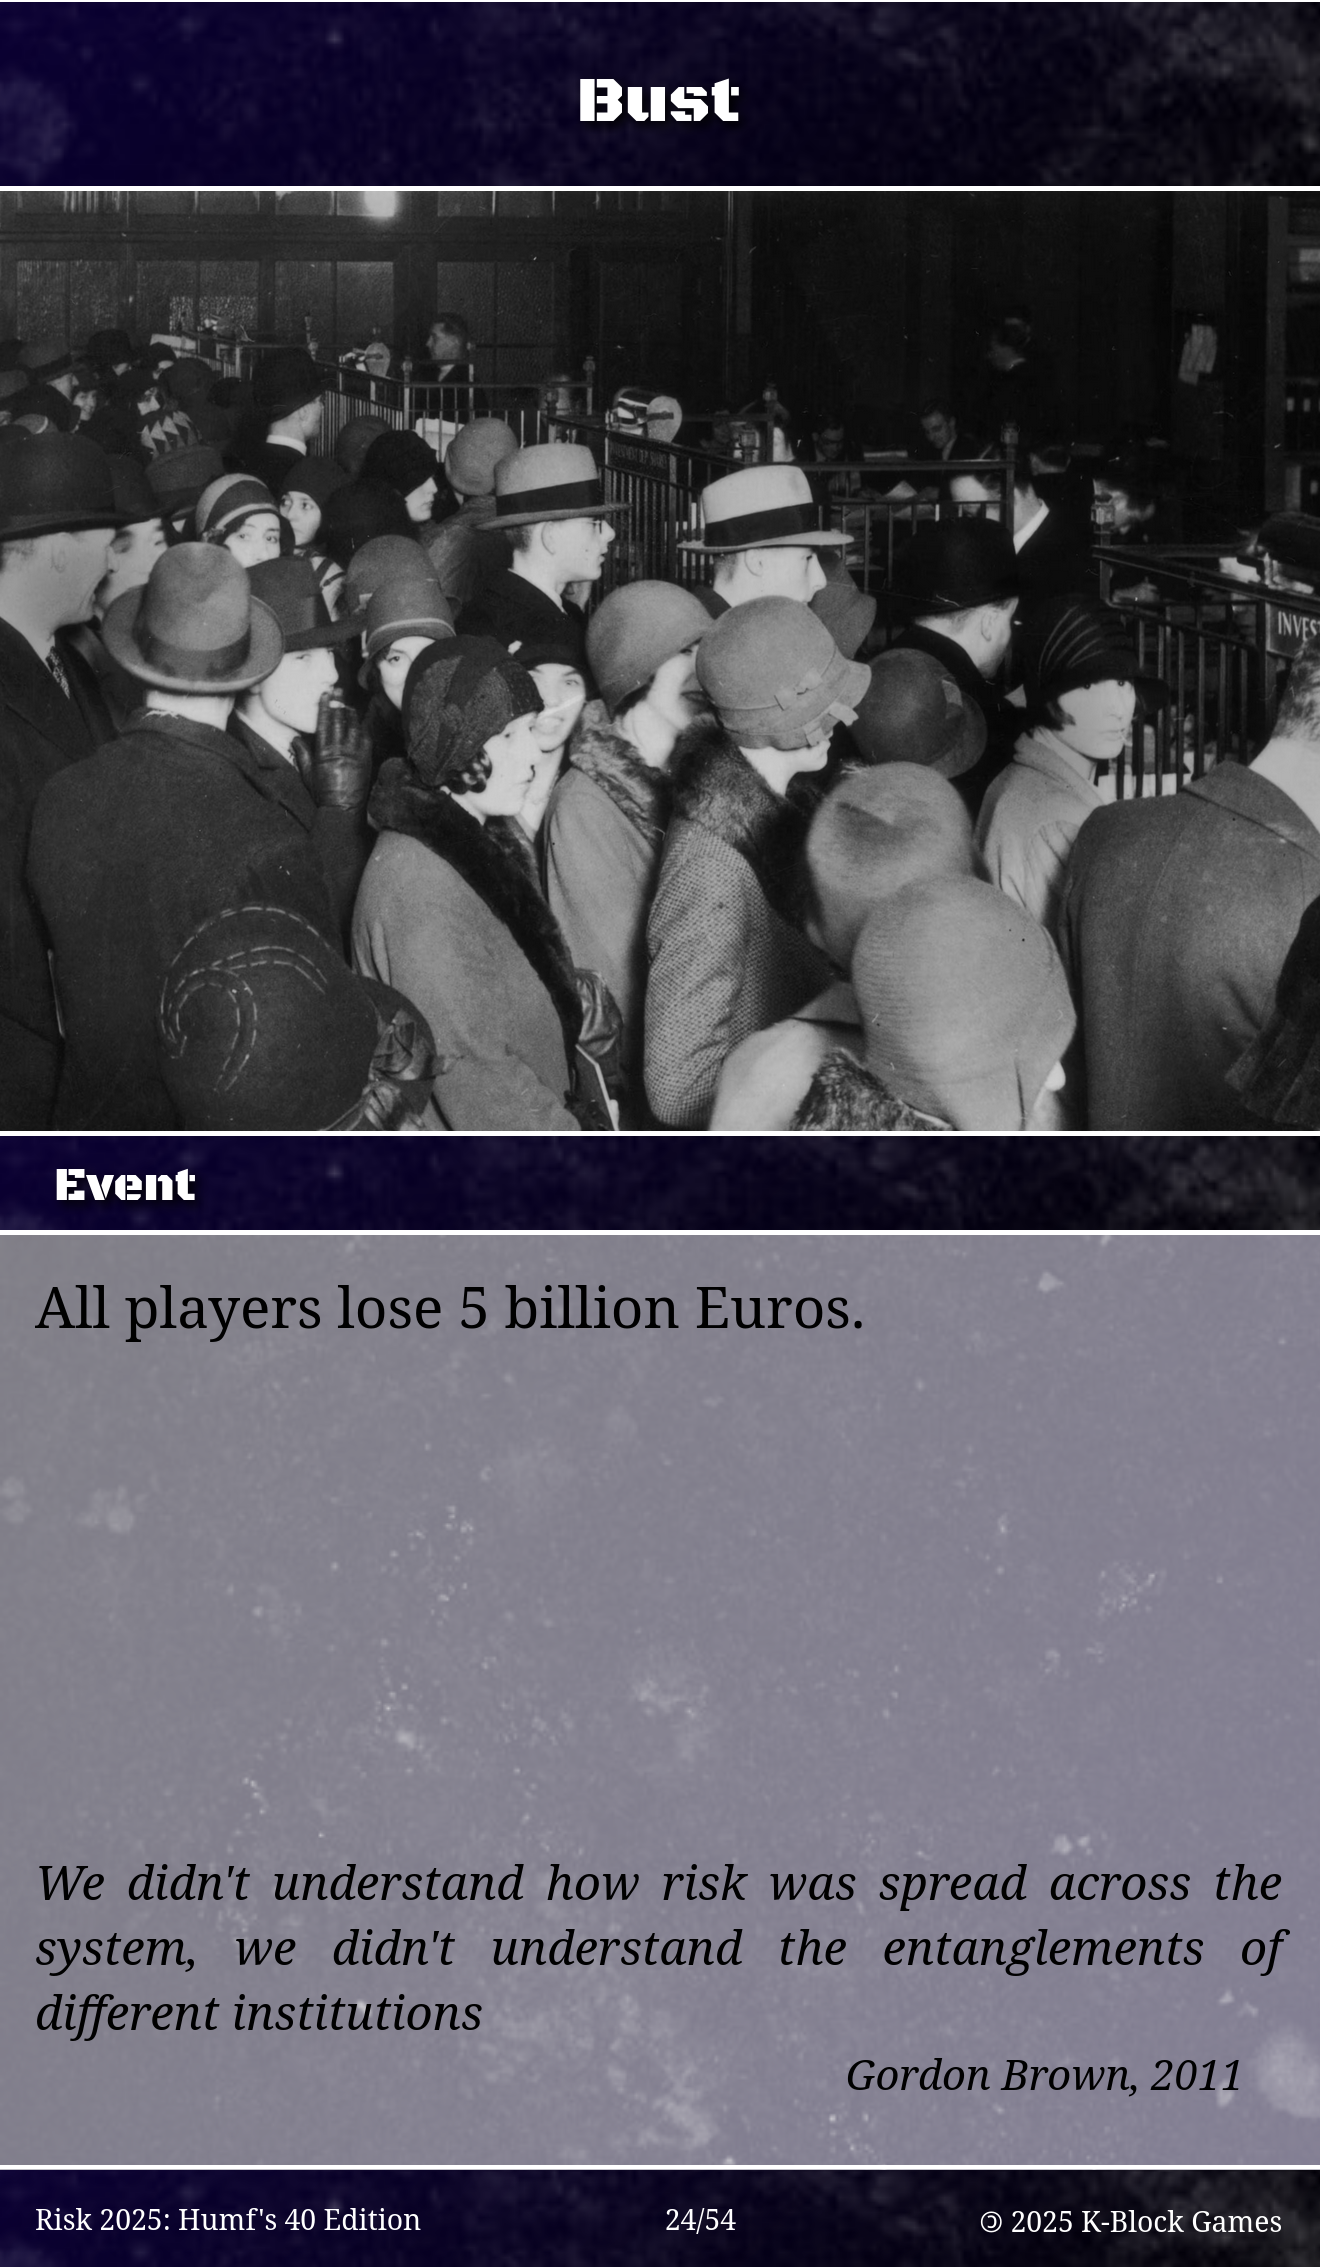 Bust
INVES
Event
All players lose 5 billion Euros.
We didn't understand how risk was spread across the
system, we didn't understand the entanglements of
different institutions
Gordon Brown, 2011
Risk 2025: Humf's 40 Edition
24/54
🄯 2025 K-Block Games